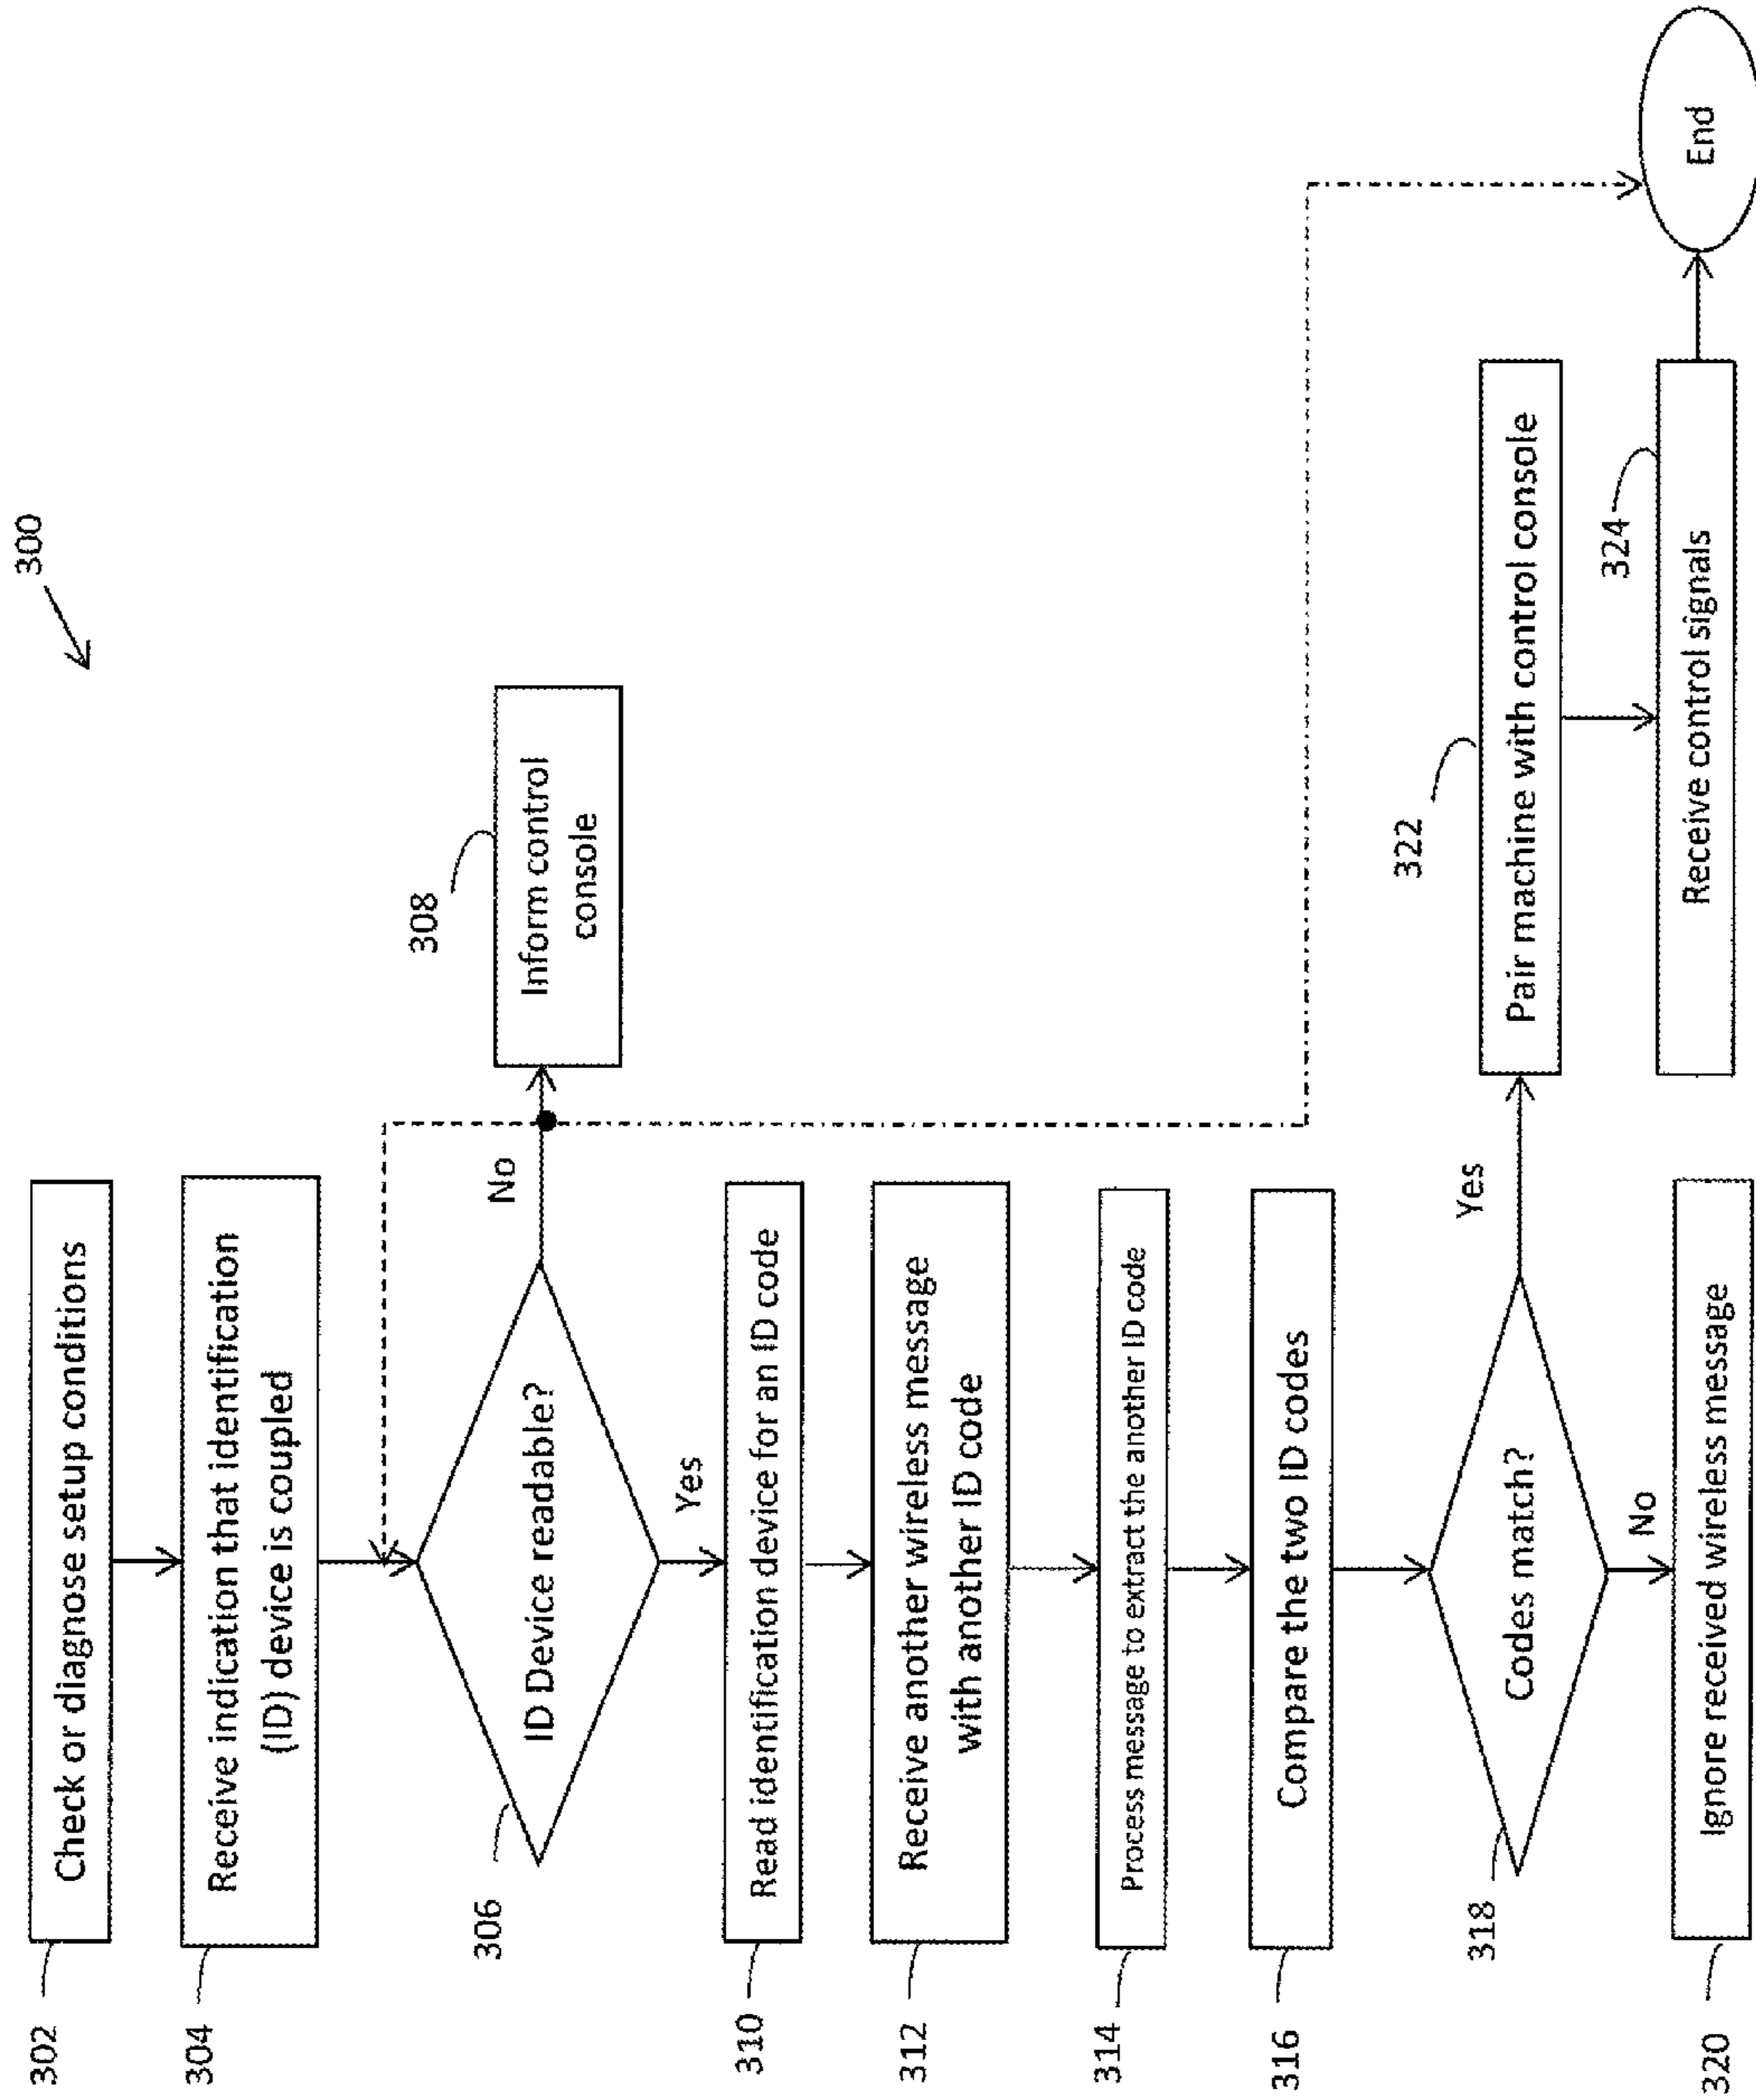 300
302
Check or diagnose setup conditions
304
Receive indication that identification
(ID) device is coupled
306
ID Device readable?
No
308
Inform control
console
Yes
310
Read identification device for an ID code
312
Receive another wireless message
with another ID code
314
Process message to extract the another ID code
316
Compare the two ID codes
318
Codes match?
Yes
322
Pair machine with control console
324
Receive control signals
End
No
320
Ignore received wireless message